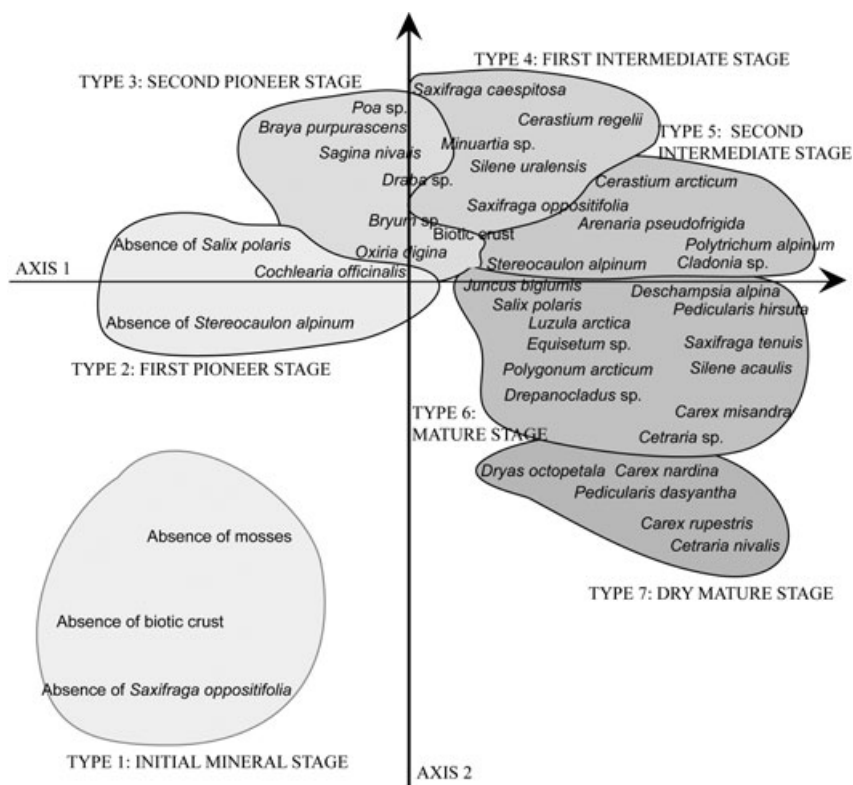 TYPE 4: FIRST INTERMEDIATE STAGE
TYPE 3: SECOND PIONEER STAGE
Saxifraga caespitosa
Poa sp.
Cerastium regelii
Braya purpurascens
TYPE 5: SECOND
INTERMEDIATE STAGE
Minuartia sp.
Sagina nivalis
Silene uralensis
Draba sp.
Cerastium arcticum
Saxifraga oppositifolia
Bryum sp.
Arenaria pseudofrigida
Biotic crust
Absence of Salix polaris
Polytrichum alpinum
Oxiria digina
Stereocaulon alpinum
Cladonia sp.
AXIS 1
Cochlearia officinalis
Juncus biglumis
Deschampsia alpina
Salix polaris
Pedicularis hirsuta
Absence of Stereocaulon alpinum
Luzula arctica
Equisetum sp.
Saxifraga tenuis
TYPE 2: FIRST PIONEER STAGE
Polygonum arcticum
Silene acaulis
Drepanocladus sp.
TYPE 6:
MATURE STAGE
Carex misandra
Cetraria sp.
Dryas octopetala
Carex nardina
Pedicularis dasyantha
Carex rupestris
Cetraria nivalis
TYPE 7: DRY MATURE STAGE
Absence of mosses
Absence of biotic crust
Absence of Saxifraga oppositifolia
TYPE 1: INITIAL MINERAL STAGE
AXIS 2